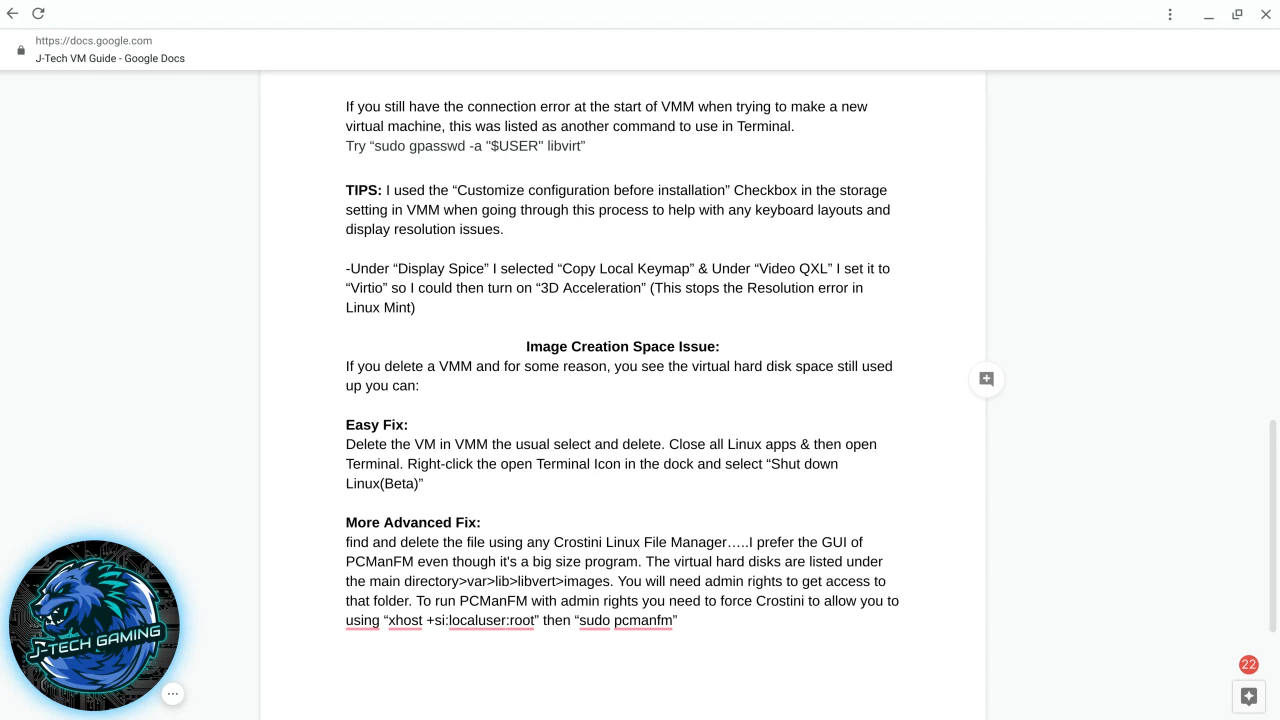 https://docs.google.com
J-Tech VM Guide - Google Docs
If you still have the connection error at the start of VMM when trying to make a new
virtual machine, this was listed as another command to use in Terminal.
Try “sudo gpasswd -a "$USER" libvirt”
TIPS: I used the “Customize configuration before installation” Checkbox in the storage
setting in VMM when going through this process to help with any keyboard layouts and
display resolution issues.
-Under “Display Spice” I selected “Copy Local Keymap” & Under “Video QXL” I set it to
“Virtio” so I could then turn on “3D Acceleration” (This stops the Resolution error in
Linux Mint)
Image Creation Space Issue:
If you delete a VMM and for some reason, you see the virtual hard disk space still used
up you can:
Easy Fix:
Delete the VM in VMM the usual select and delete. Close all Linux apps & then open
Terminal. Right-click the open Terminal Icon in the dock and select “Shut down
Linux(Beta)”
More Advanced Fix:
find and delete the file using any Crostini Linux File Manager…..I prefer the GUI of
PCManFM even though it's a big size program. The virtual hard disks are listed under
the main directory>var>lib>libvert>images. You will need admin rights to get access to
that folder. To run PCManFM with admin rights you need to force Crostini to allow you to
using “xhost +si:localuser:root” then “sudo pcmanfm”
J-TECH GAMING
22